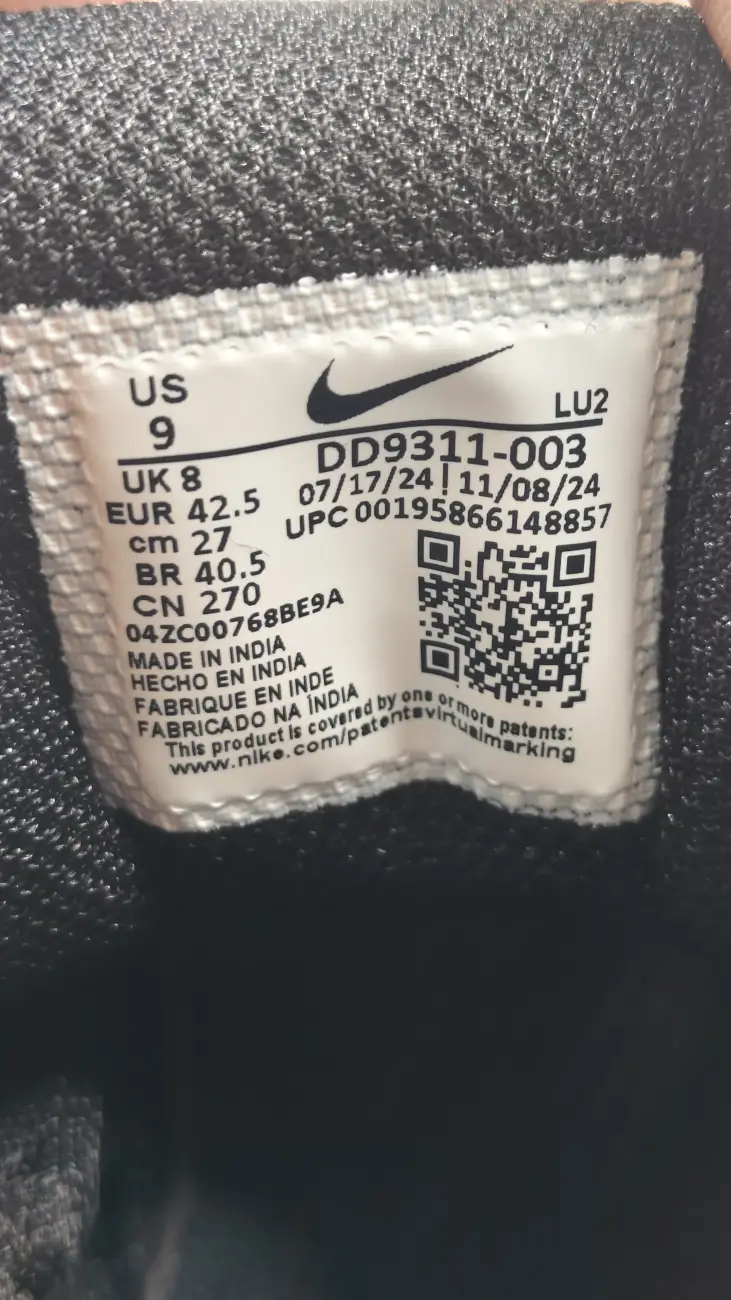 US
9
LU2
DD9311-003
07/17/24 | 11/08/24
UPC 00195866148857
UK 8
EUR 42.5
cm 27
BR 40.5
CN 270
04ZC00768BE9A
MADE IN INDIA
HECHO EN INDIA
FABRIQUE EN INDE
FABRICADO NA ÍNDIA
This product is covered by one or more patents:
www.nike.com/patentsvirtualmarking